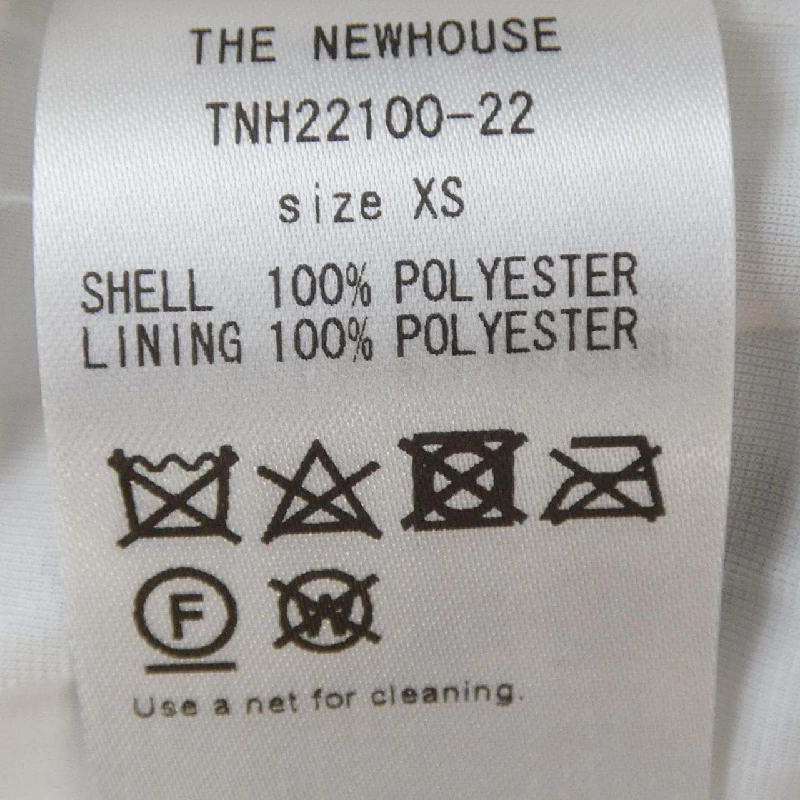 THE NEWHOUSE
TNH22100-22
size XS
SHELL 100% POLYESTER
LINING 100% POLYESTER
F W
Use a net for cleaning.